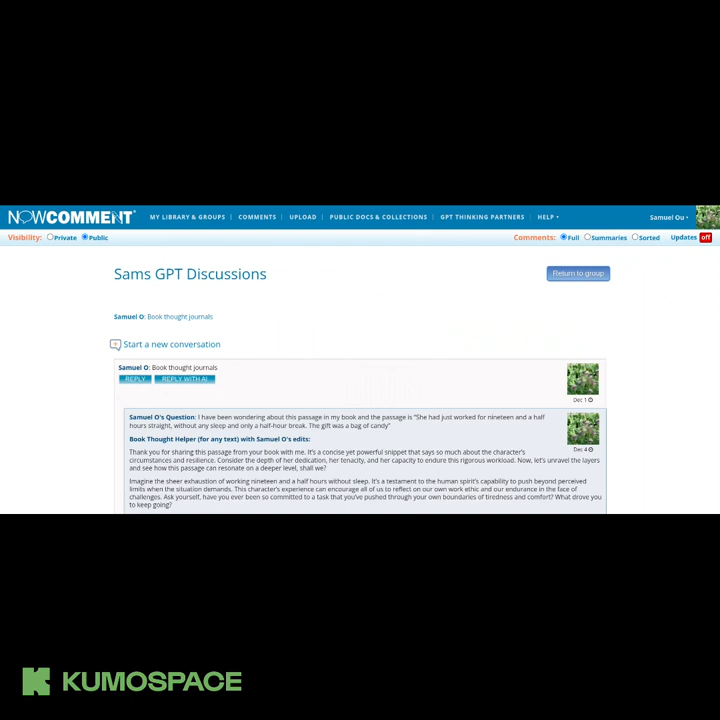 NOWCOMMENT®
MY LIBRARY & GROUPS | COMMENTS | UPLOAD | PUBLIC DOCS & COLLECTIONS | GPT THINKING PARTNERS | HELP
Samuel Ou
Visibility: Private Public
Comments: Full Summaries Sorted Updates off
Sams GPT Discussions
Return to group
Samuel O: Book thought journals
Start a new conversation
Samuel O: Book thought journals
REPLY REPLY WITH AI
Dec 1
Samuel O's Question: I have been wondering about this passage in my book and the passage is "She had just worked for nineteen and a half
hours straight, without any sleep and only a half-hour break. The gift was a bag of candy"
Book Thought Helper (for any text) with Samuel O's edits:
Dec 4
Thank you for sharing this passage from your book with me. It's a concise yet powerful snippet that says so much about the character's
circumstances and resilience. Consider the depth of her dedication, her tenacity, and her capacity to endure this rigorous workload. Now, let's unravel the layers
and see how this passage can resonate on a deeper level, shall we?
Imagine the sheer exhaustion of working nineteen and a half hours without sleep. It's a testament to the human spirit's capability to push beyond perceived
limits when the situation demands. This character's experience can encourage all of us to reflect on our own work ethic and our endurance in the face of
challenges. Ask yourself, have you ever been so committed to a task that you've pushed through your own boundaries of tiredness and comfort? What drove you
to keep going?
KUMOSPACE